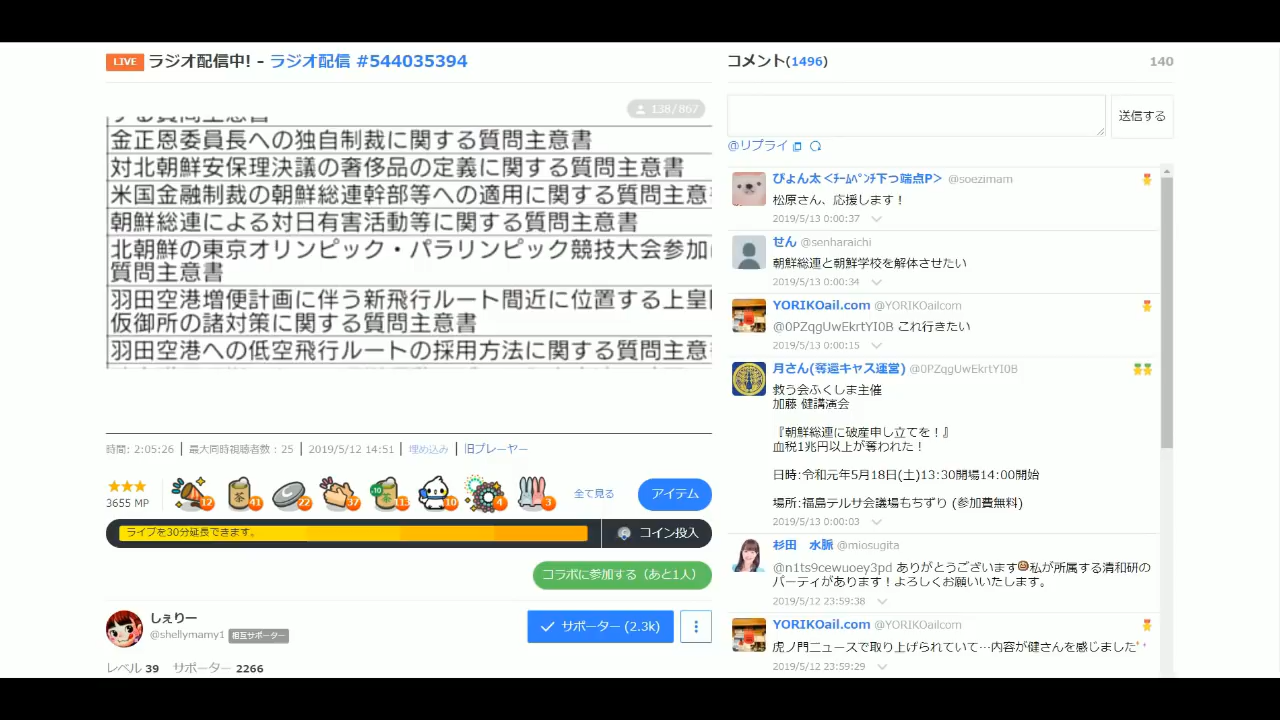 LIVE ラジオ配信中! - ラジオ配信 #544035394
138/867
する質問主意書
金正恩委員長への独自制裁に関する質問主意書
対北朝鮮安保理決議の奢侈品の定義に関する質問主意書
米国金融制裁の朝鮮総連幹部等への適用に関する質問主意
朝鮮総連による対日有害活動等に関する質問主意書
北朝鮮の東京オリンピック・パラリンピック競技大会参加
質問主意書
羽田空港増便計画に伴う新飛行ルート間近に位置する上皇
仮御所の諸対策に関する質問主意書
羽田空港への低空飛行ルートの採用方法に関する質問主意
時間: 2:05:26 | 最大同時視聴者数 : 25 | 2019/5/12 14:51 | 埋め込み | 旧プレーヤー
3655 MP
12
茶
41
22
37
×10
茶
113
10
4
3
全て見る
アイテム
ライブを30分延長できます。
コイン投入
コラボに参加する（あと1人）
しぇりー
@shellymamy1 相互サポーター
サポーター (2.3k)
レベル 39 サポーター 2266
コメント(1496)
140
送信する
@リプライ
ぴょん太<ﾁｰﾑﾍﾟﾝﾁ下っ端点P> @soezimam
松原さん、応援します！
2019/5/13 0:00:37
せん @senharaichi
朝鮮総連と朝鮮学校を解体させたい
2019/5/13 0:00:34
YORIKOail.com @YORIKOailcom
@0PZqgUwEkrtYI0B これ行きたい
2019/5/13 0:00:15
月さん(奪還キャス運営) @0PZqgUwEkrtYI0B
救う会ふくしま主催
加藤 健講演会
『朝鮮総連に破産申し立てを！』
血税1兆円以上が奪われた！
日時:令和元年5月18日(土)13:30開場14:00開始
場所:福島テルサ会議場もちずり (参加費無料)
2019/5/13 0:00:03
杉田　水脈 @miosugita
@n1ts9cewuoey3pd ありがとうございます私が所属する清和研の
パーティがあります！よろしくお願いいたします。
2019/5/12 23:59:38
YORIKOail.com @YORIKOailcom
虎ノ門ニュースで取り上げられていて…内容が健さんを感じました
2019/5/12 23:59:29